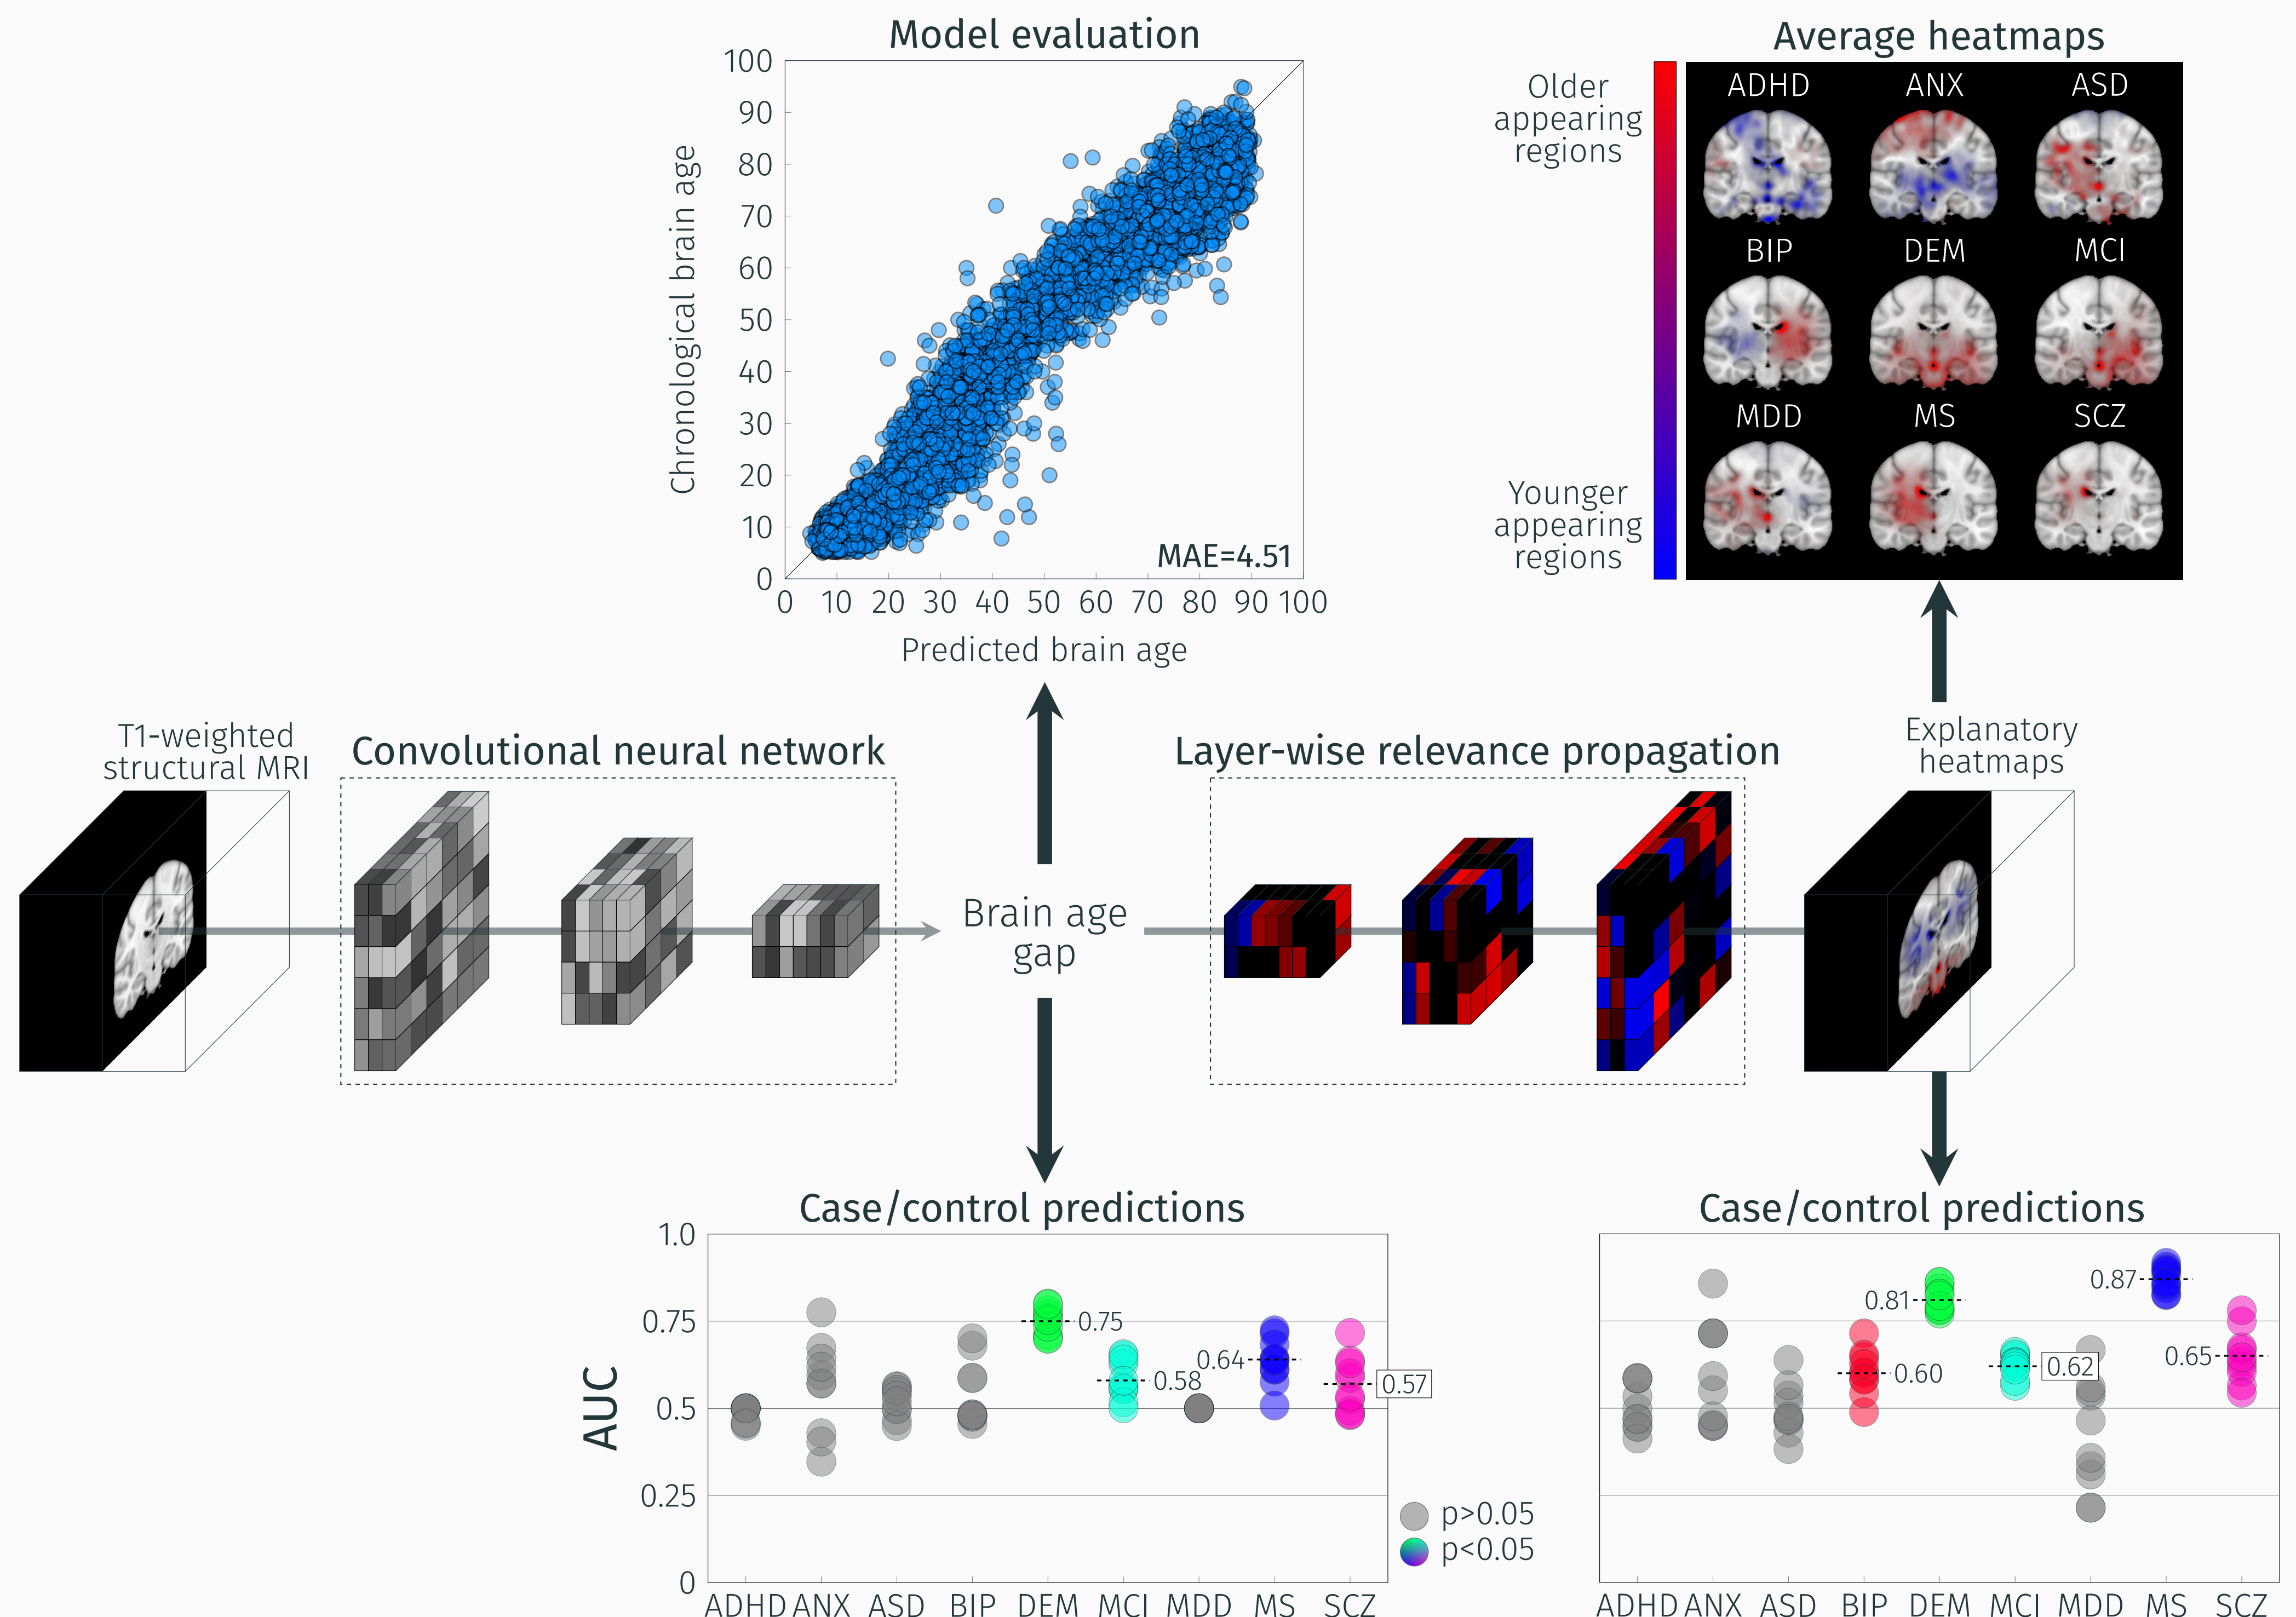 Model evaluation
100
90
80
70
60
50
40
30
20
10
0
Chronological brain age
MAE=4.51
0 10 20 30 40 50 60 70 80 90 100
Predicted brain age
Average heatmaps
Older
appearing
regions
Younger
appearing
regions
ADHD ANX ASD
BIP DEM MCI
MDD MS SCZ
T1-weighted
structural MRI
Convolutional neural network
Brain age
gap
Layer-wise relevance propagation
Explanatory
heatmaps
Case/control predictions
1.0
0.75
0.5
0.25
0
AUC
0.75
0.58
0.64
0.57
ADHD ANX ASD BIP DEM MCI MDD MS SCZ
p>0.05
p<0.05
Case/control predictions
0.60
0.81
0.62
0.87
0.65
ADHD ANX ASD BIP DEM MCI MDD MS SCZ